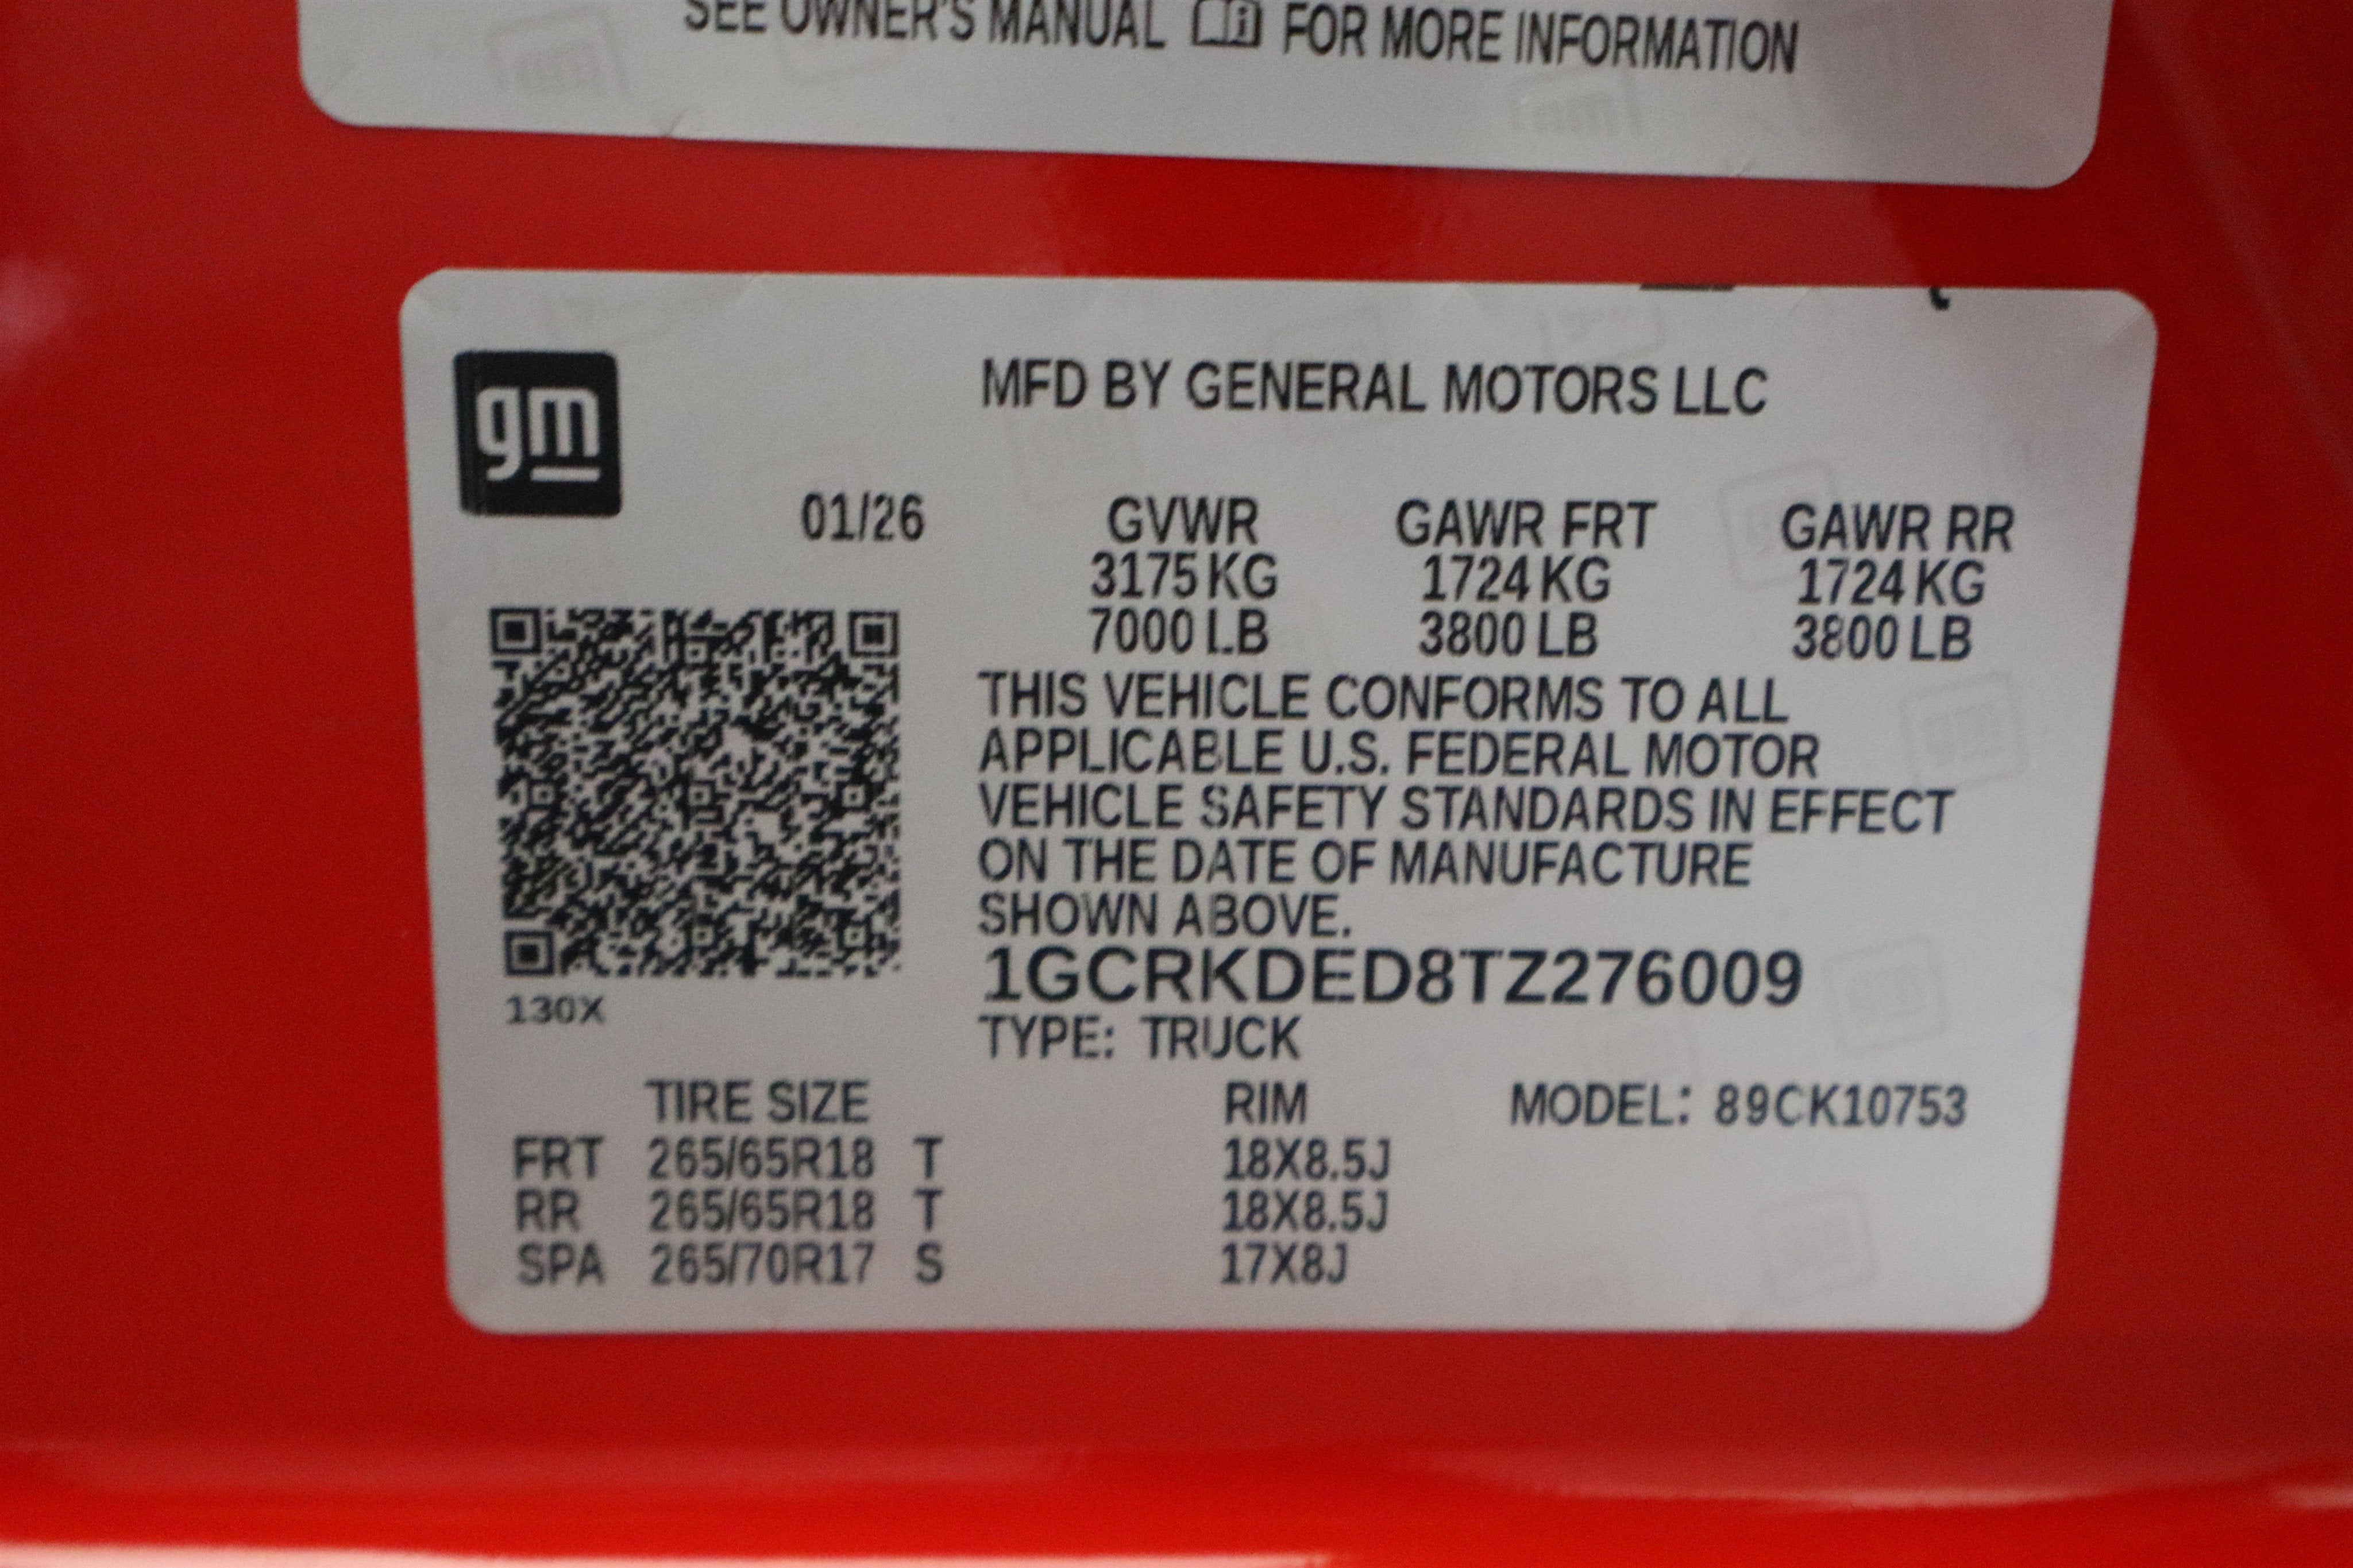 SEE OWNER'S MANUAL FOR MORE INFORMATION
gm
MFD BY GENERAL MOTORS LLC
01/26 GVWR GAWR FRT GAWR RR
3175 KG 1724 KG 1724 KG
7000 LB 3800 LB 3800 LB
THIS VEHICLE CONFORMS TO ALL
APPLICABLE U.S. FEDERAL MOTOR
VEHICLE SAFETY STANDARDS IN EFFECT
ON THE DATE OF MANUFACTURE
SHOWN ABOVE.
1GCRKDED8TZ276009
130X
TYPE: TRUCK
TIRE SIZE RIM MODEL: 89CK10753
FRT 265/65R18 T 18X8.5J
RR 265/65R18 T 18X8.5J
SPA 265/70R17 S 17X8J